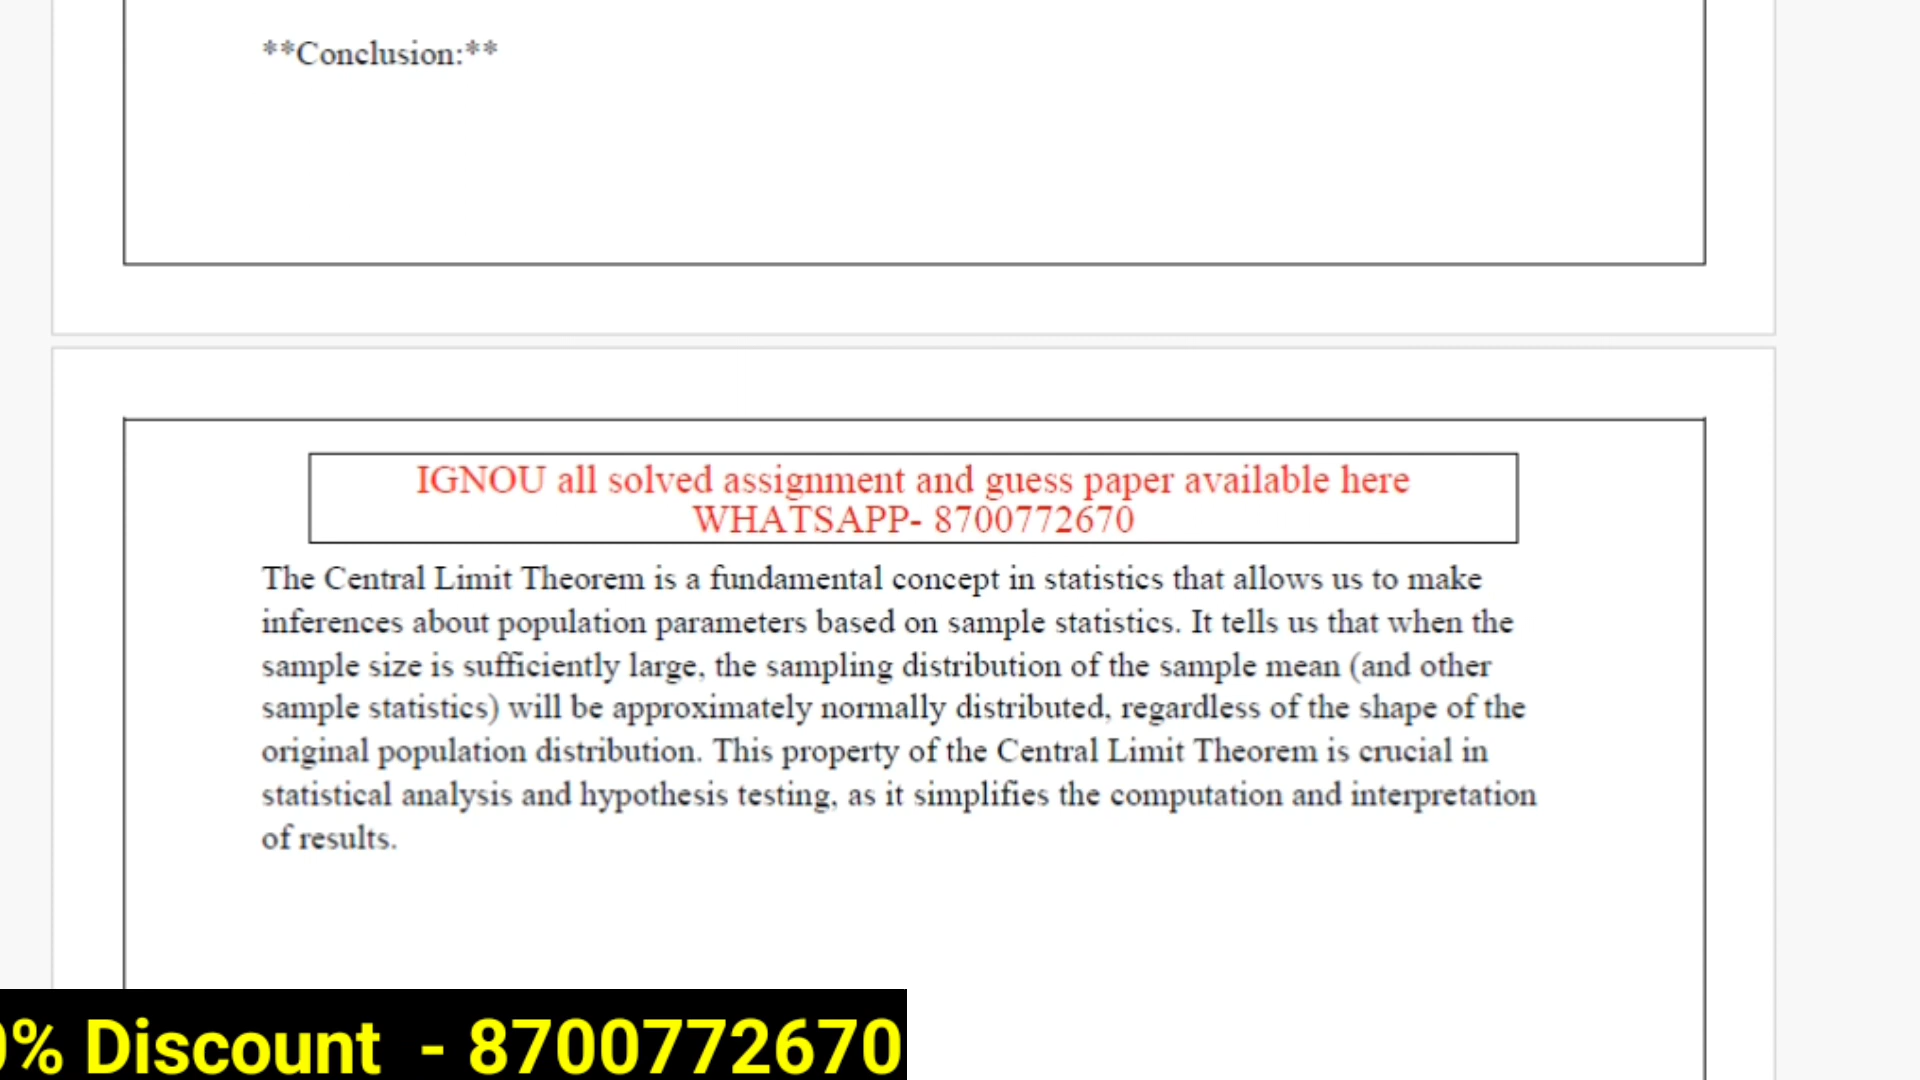 **Conclusion:**
IGNOU all solved assignment and guess paper available here
WHATSAPP- 8700772670
The Central Limit Theorem is a fundamental concept in statistics that allows us to make
inferences about population parameters based on sample statistics. It tells us that when the
sample size is sufficiently large, the sampling distribution of the sample mean (and other
sample statistics) will be approximately normally distributed, regardless of the shape of the
original population distribution. This property of the Central Limit Theorem is crucial in
statistical analysis and hypothesis testing, as it simplifies the computation and interpretation
of results.
0% Discount - 8700772670